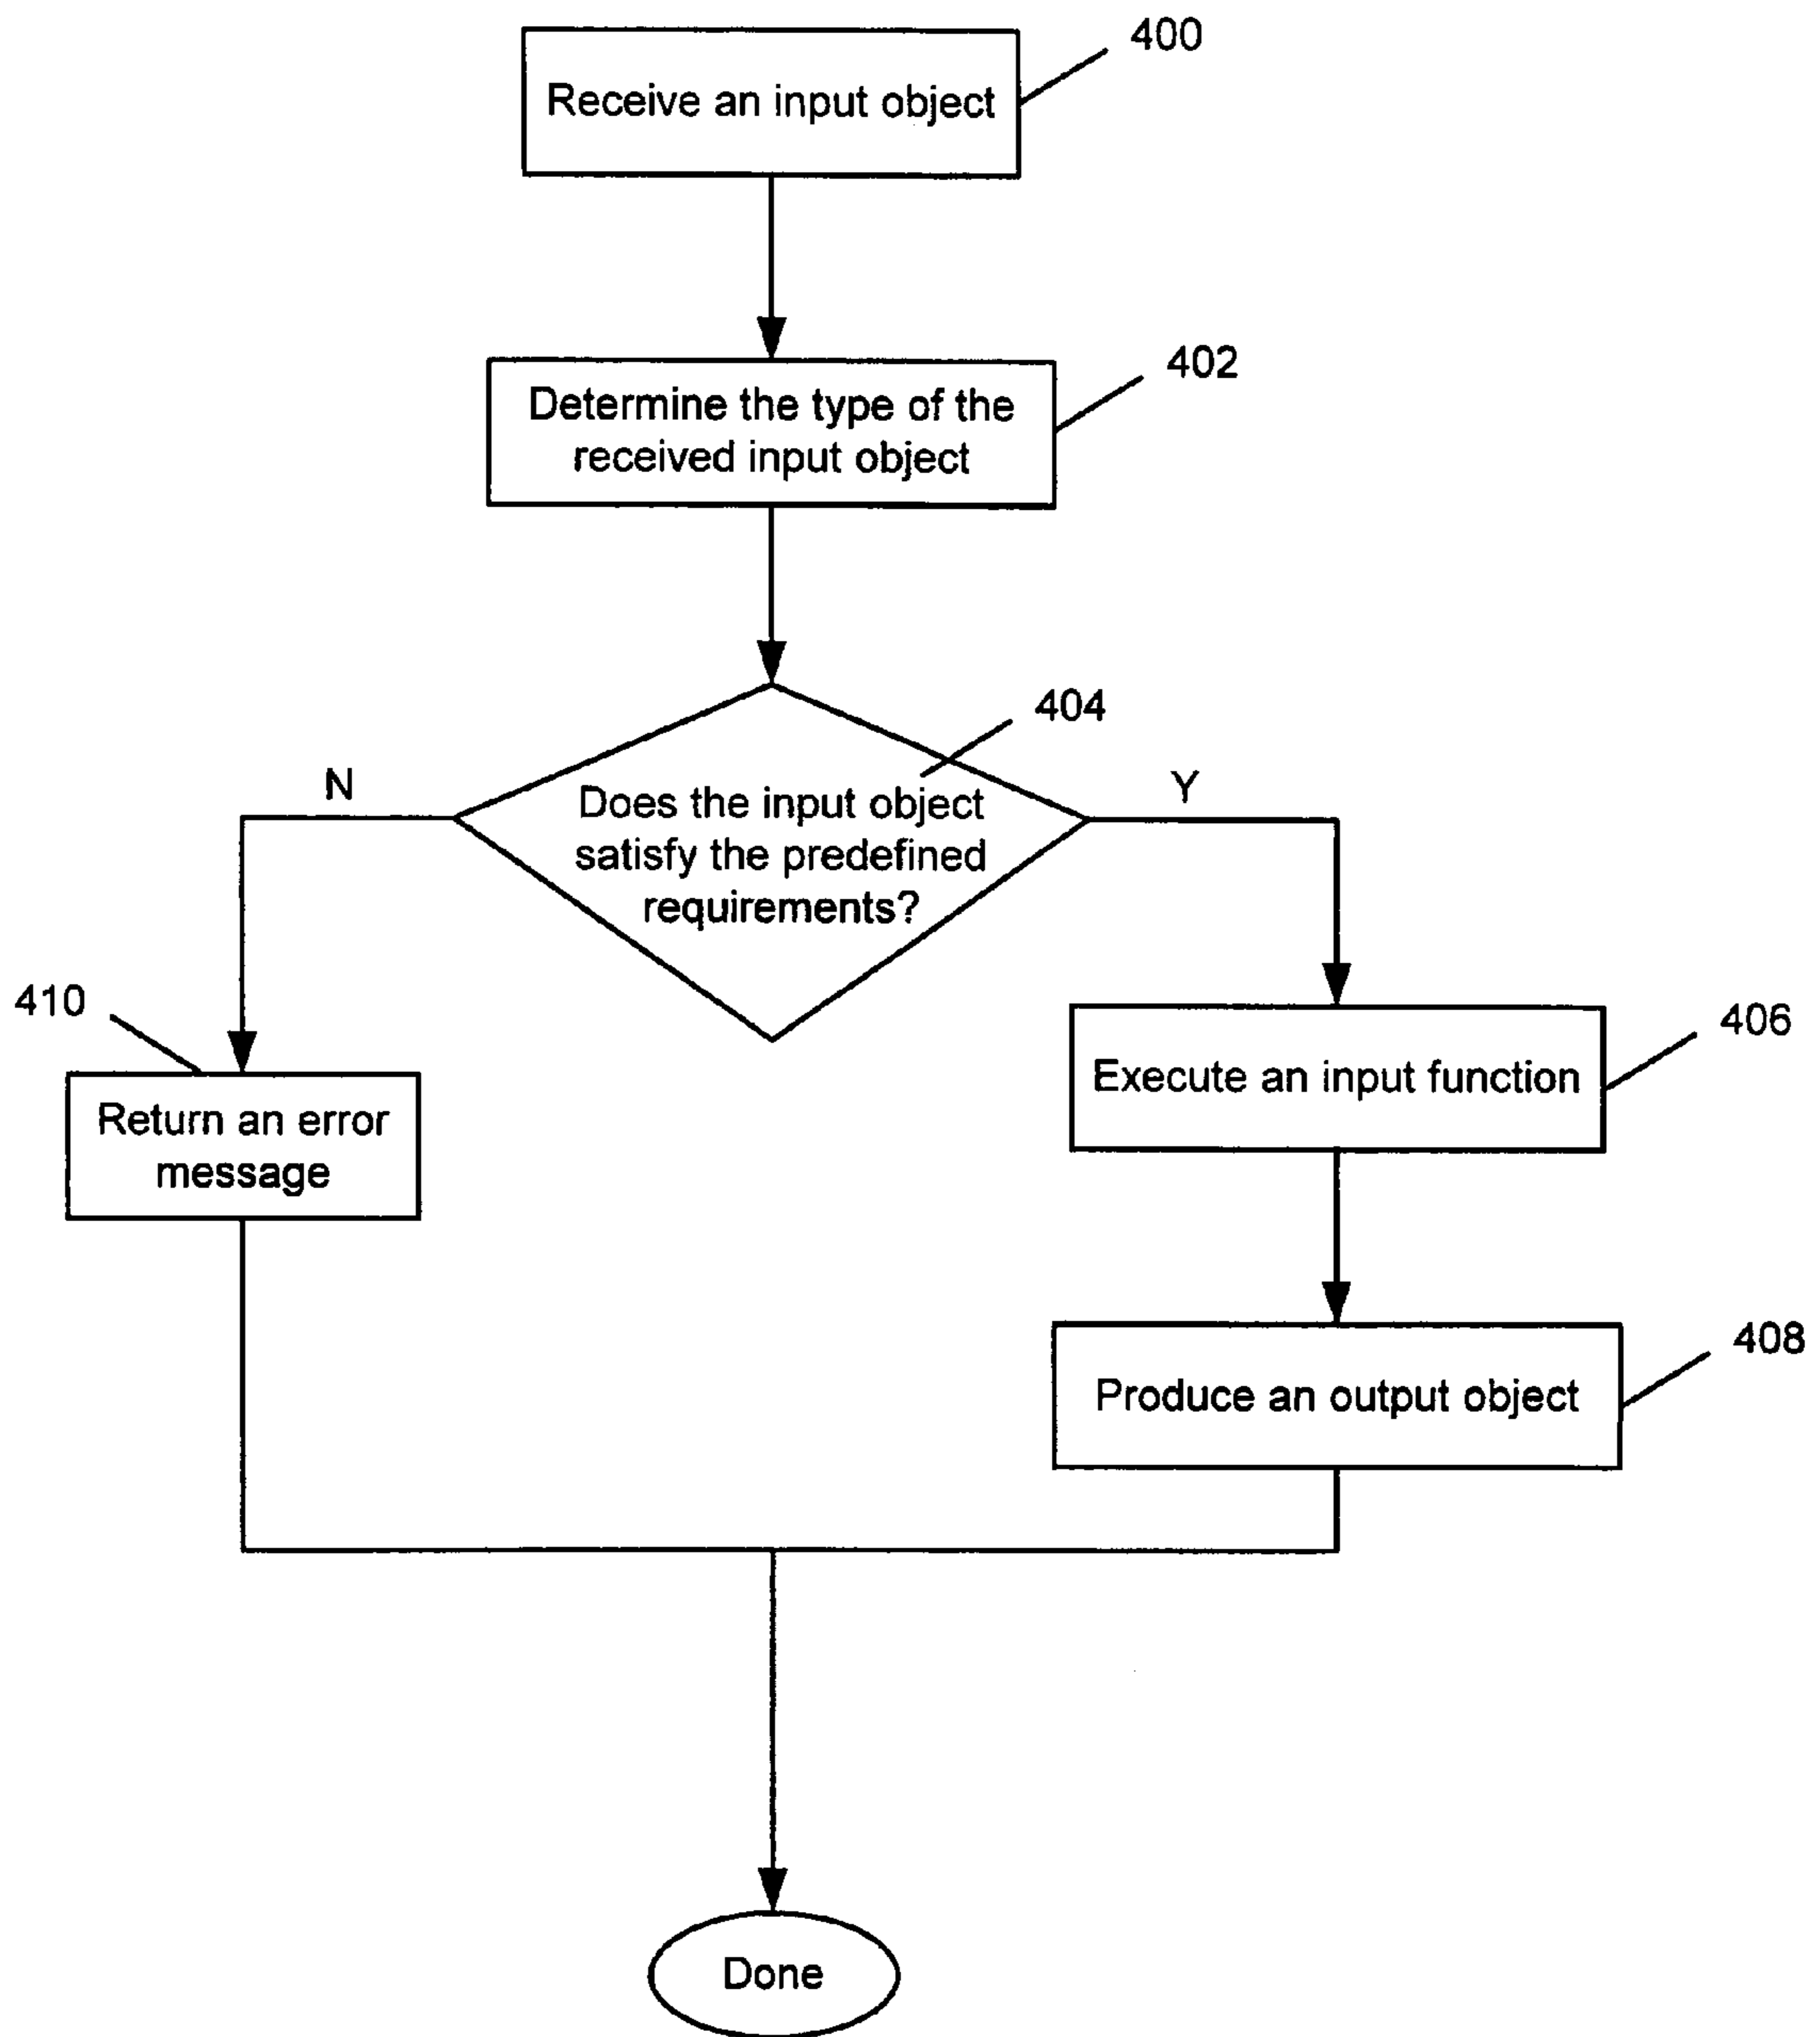 400
Receive an input object
402
Determine the type of the
received input object
404
N
Y
Does the input object
satisfy the predefined
requirements?
410
406
Execute an input function
Return an error
message
408
Produce an output object
Done